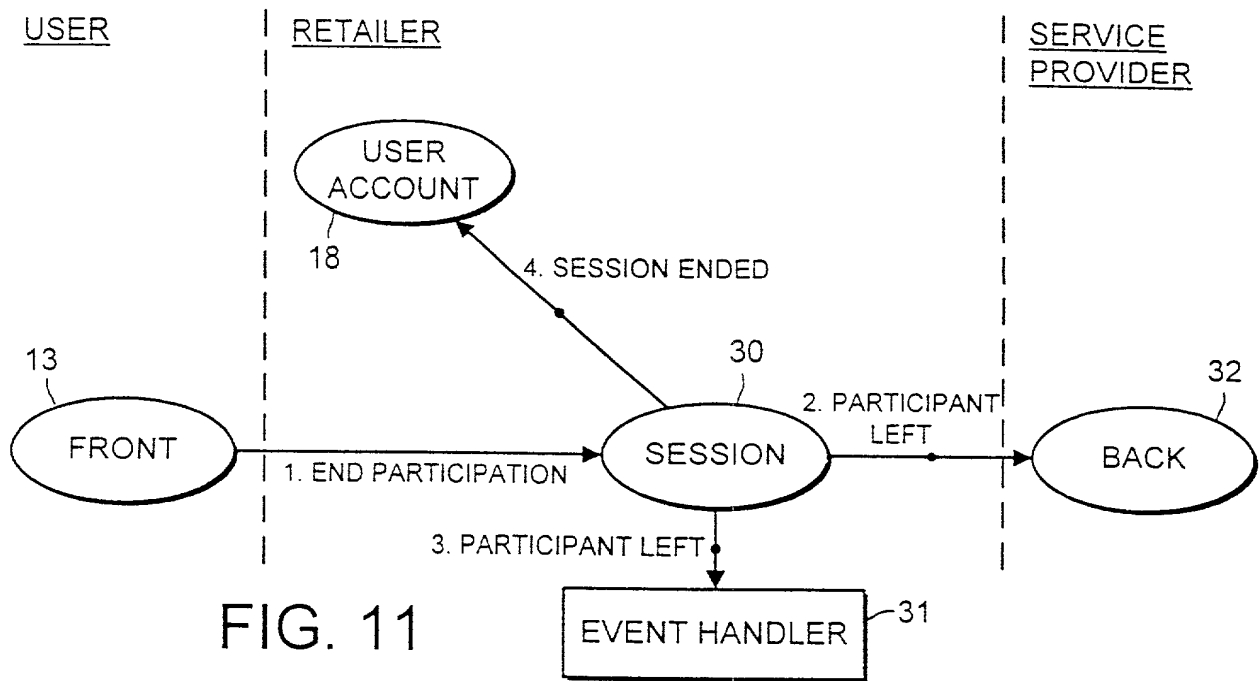 USER
RETAILER
SERVICE
PROVIDER
USER
ACCOUNT
18
4. SESSION ENDED
13
30
32
2. PARTICIPANT
LEFT
FRONT
SESSION
BACK
1. END PARTICIPATION
3. PARTICIPANT LEFT
FIG. 11
EVENT HANDLER
31